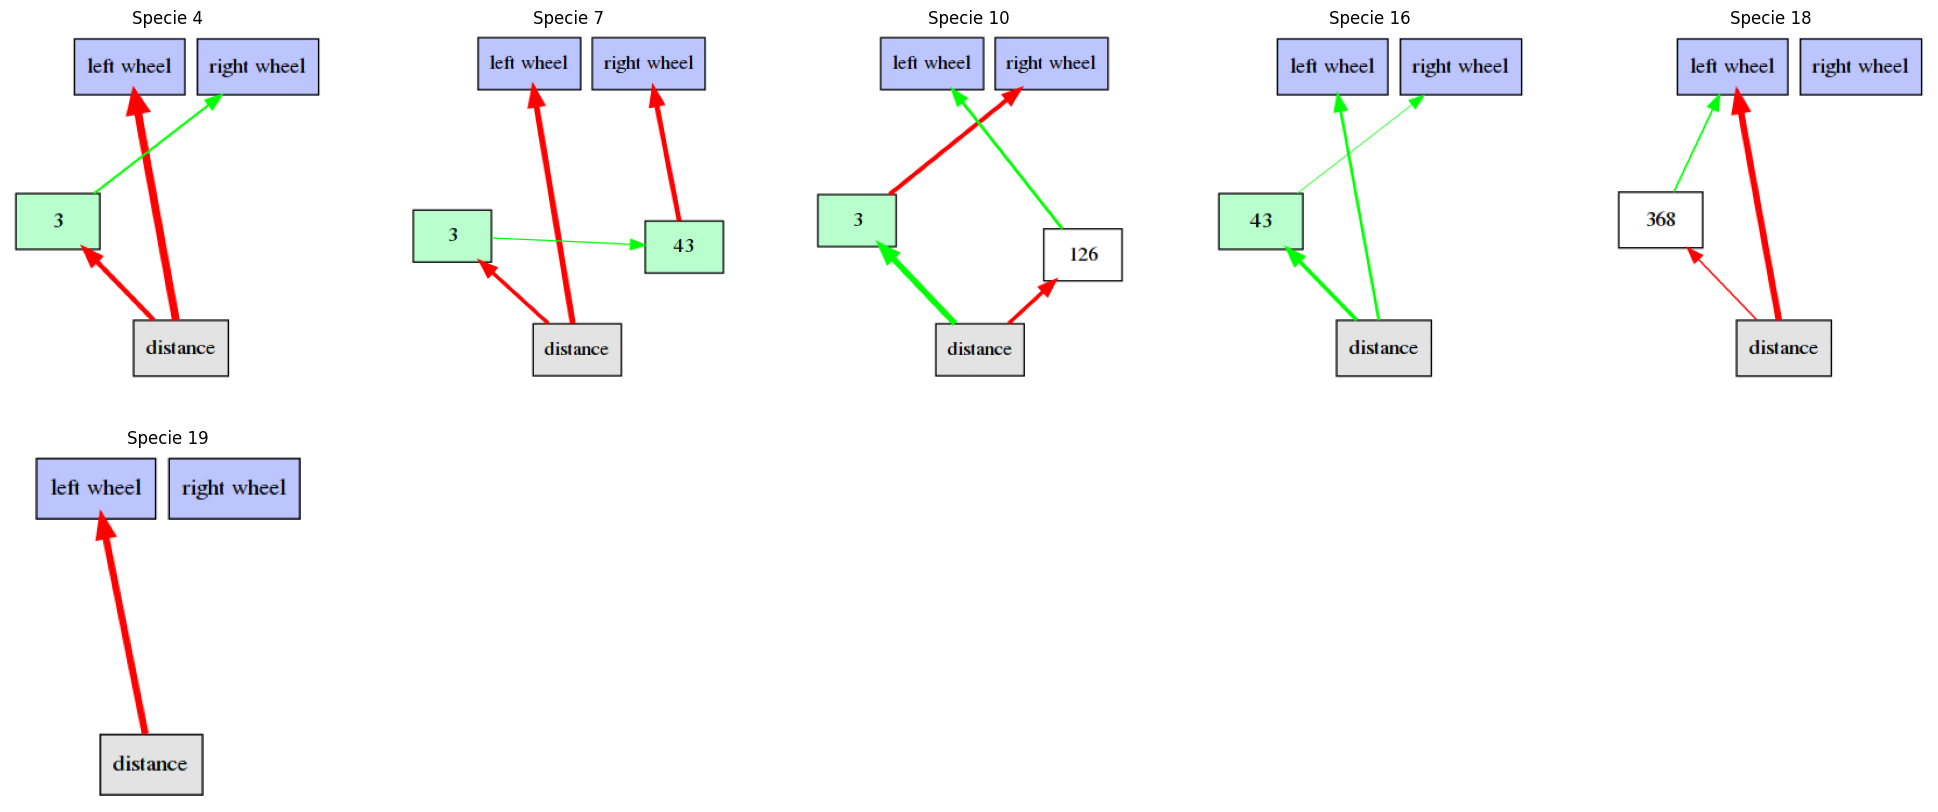 Specie 4
left wheel
right wheel
3
distance
Specie 7
left wheel
right wheel
3
43
distance
Specie 10
left wheel
right wheel
3
126
distance
Specie 16
left wheel
right wheel
43
distance
Specie 18
left wheel
right wheel
368
distance
Specie 19
left wheel
right wheel
distance